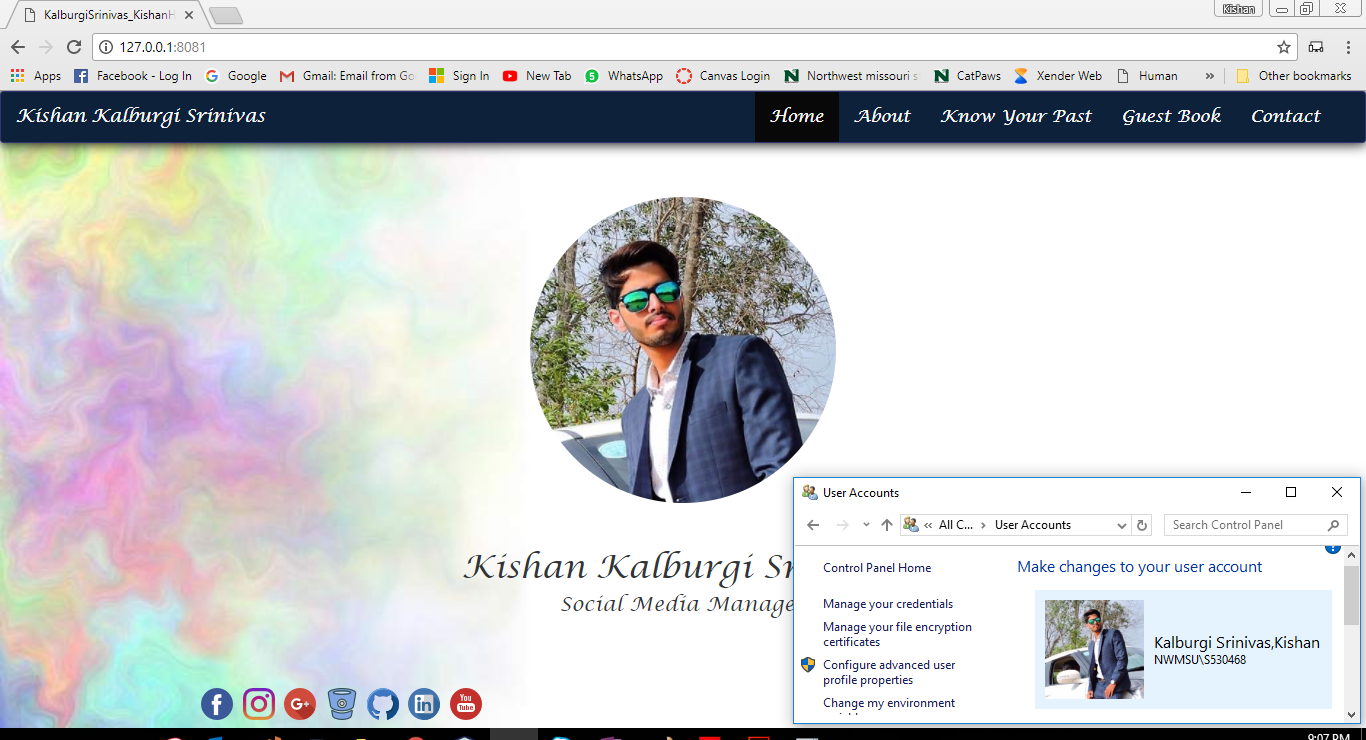 KalburgiSrinivas_KishanH
Kishan
127.0.0.1:8081
Apps
Facebook - Log In
Google
Gmail: Email from Go
Sign In
New Tab
WhatsApp
Canvas Login
Northwest missouri s
CatPaws
Xender Web
Human
»
Other bookmarks
Kishan Kalburgi Srinivas
Home
About
Know Your Past
Guest Book
Contact
Kishan Kalburgi Sr
Social Media Manage
You
Tube
User Accounts
« All C... › User Accounts
Search Control Panel
Control Panel Home
Make changes to your user account
Manage your credentials
Manage your file encryption
certificates
Configure advanced user
profile properties
Change my environment
Kalburgi Srinivas,Kishan
NWMSU\S530468
9:07 PM